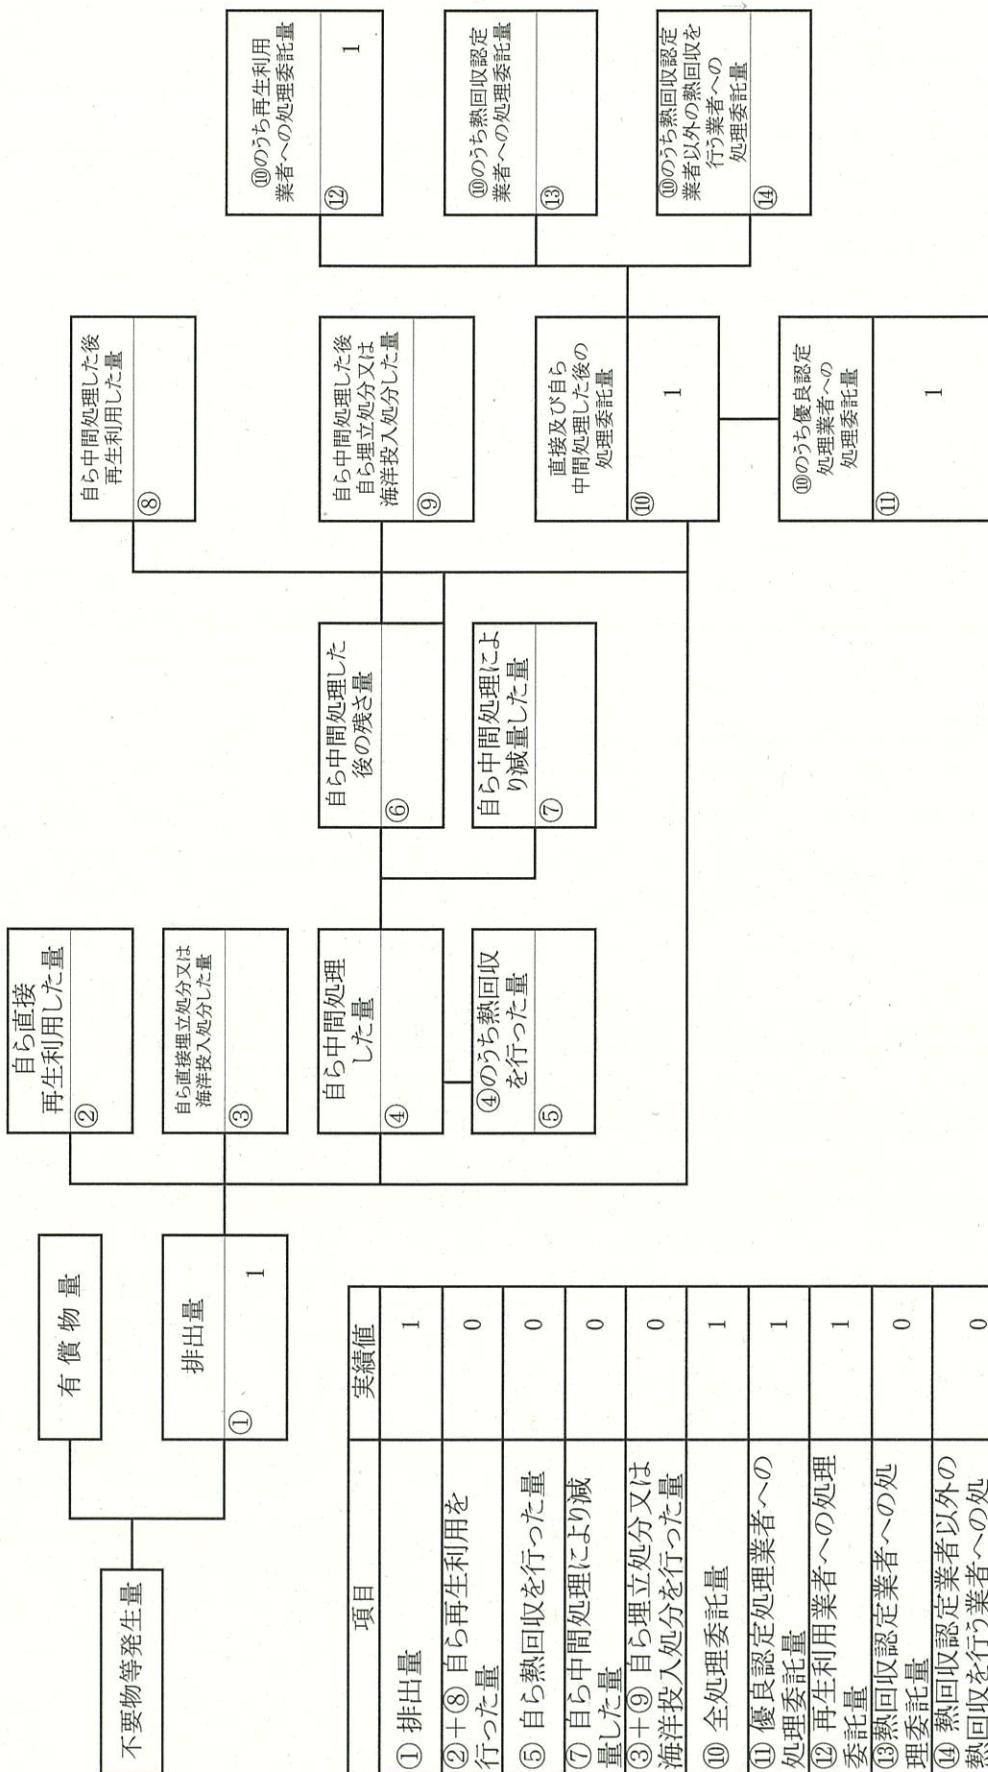 不要物等発生量
有償物量
排出量
①
1
自ら直接
再生利用した量
②
自ら直接埋立処分又は
海洋投入処分した量
③
自ら中間処理
した量
④
④のうち熱回収
を行った量
⑤
自ら中間処理した
後の残さ量
⑥
自ら中間処理によ
り減量した量
⑦
自ら中間処理した後
再生利用した量
⑧
自ら中間処理した後
自ら埋立処分又は
海洋投入処分した量
⑨
直接及び自ら
中間処理した後の
処理委託量
⑩
1
⑩のうち優良認定
処理業者への
処理委託量
⑪
1
⑩のうち再生利用
業者への処理委託量
⑫
1
⑩のうち熱回収認定
業者への処理委託量
⑬
⑩のうち熱回収認定
業者以外の熱回収を
行う業者への
処理委託量
⑭
項目 実績値
①排出量 1
②+⑧ 自ら再生利用を
行った量 0
⑤ 自ら熱回収を行った量 0
⑦ 自ら中間処理により減
量した量 0
③+⑨ 自ら埋立処分又は
海洋投入処分を行った量 0
⑩ 全処理委託量 1
⑪ 優良認定処理業者への
処理委託量 1
⑫ 再生利用業者への処理
委託量 1
⑬熱回収認定業者への処
理委託量 0
⑭ 熱回収認定業者以外の
熱回収を行う業者への処 0